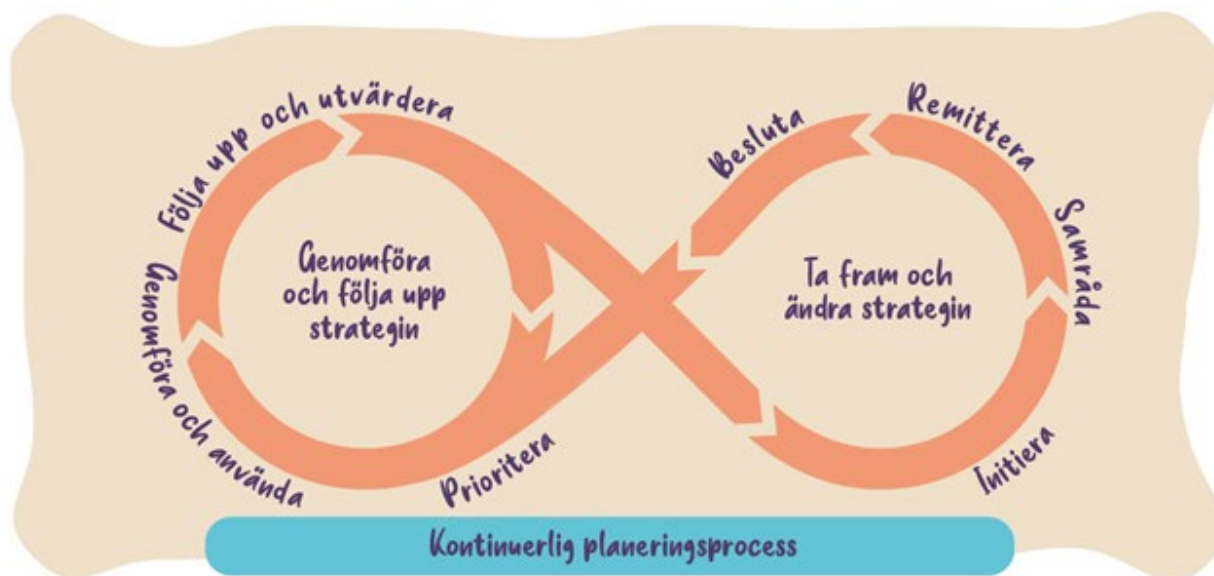 Följa upp och utvärdera
Genomföra och använda
Prioritera
Genomföra
och följa upp
strategin
Besluta
Remittera
Samråda
Initiera
Ta fram och
ändra strategin
Kontinuerlig planeringsprocess